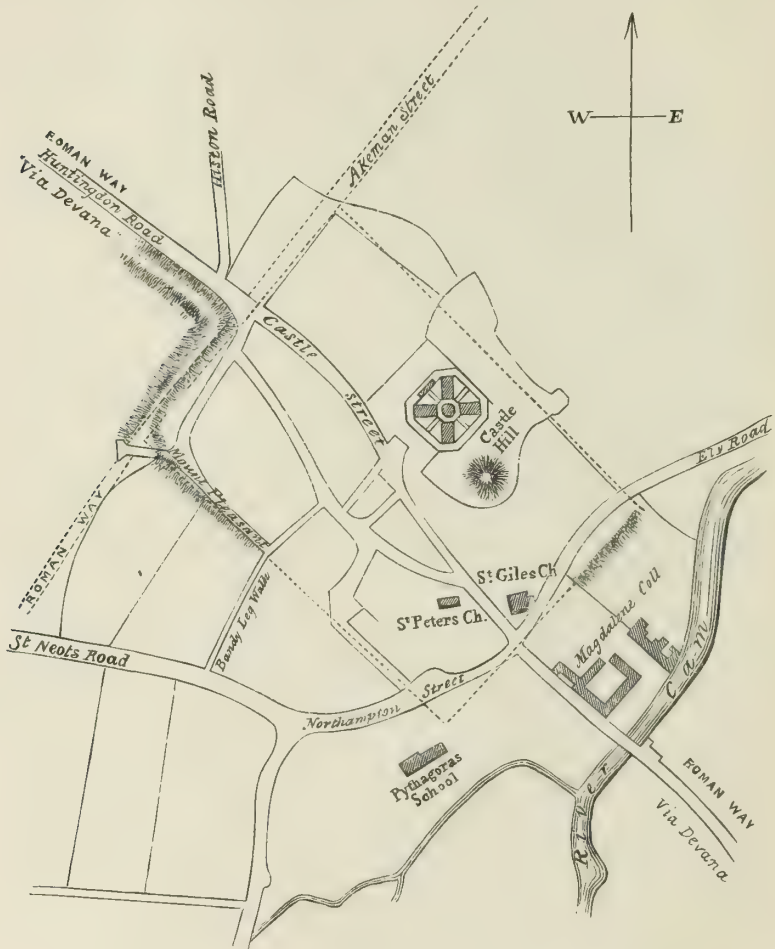 W E
Histon Road
Akeman Street
ROMAN WAY
Huntingdon Road
"Via Devana"
Castle Street
Castle
Hill
Ely Road
Mount Pleasant
ROMAN WAY
Bandy Leg Walk
St Giles Ch
St Peters Ch.
Magdalene Coll
St Neots Road
Northampton Street
Pythagoras
School
River Cam
ROMAN WAY
Via Devana